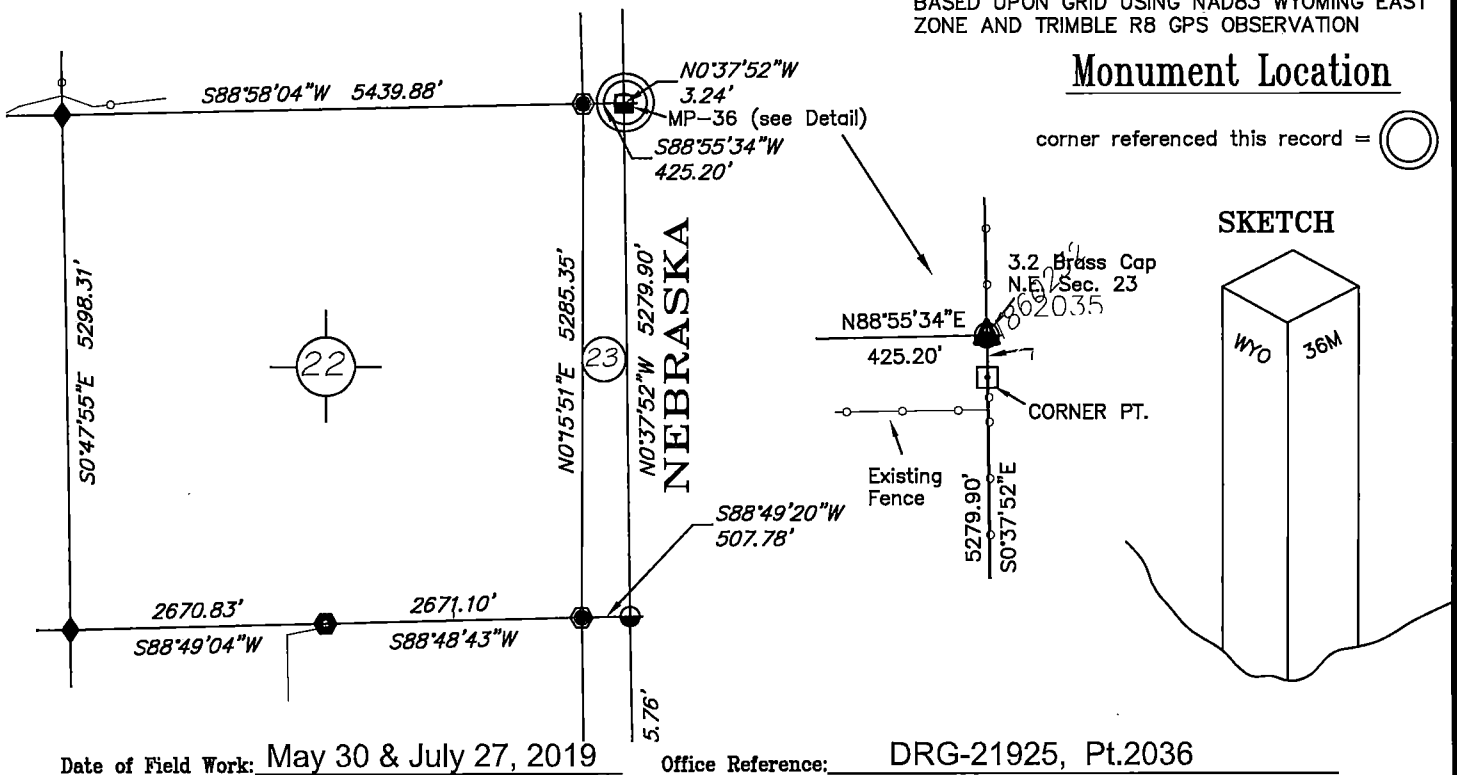 BASED UPON GRID USING NAD83 WYOMING EAST
ZONE AND TRIMBLE R8 GPS OBSERVATION
Monument Location
corner referenced this record =
S88°58'04"W 5439.88'
N0°37'52"W
3.24'
MP-36 (see Detail)
S88°55'34"W
425.20'
S0°47'55"E 5298.31'
22
N0°15'51"E 5285.35'
23
N0°37'52"W 5279.90'
NEBRASKA
S88°49'20"W
507.78'
2670.83'
S88°49'04"W
2671.10'
S88°48'43"W
5.76'
3.2 Brass Cap
N.E. Sec. 23
62035
N88°55'34"E
425.20'
CORNER PT.
Existing
Fence
5279.90'
S0°37'52"E
SKETCH
WYO
36M
Date of Field Work: May 30 & July 27, 2019 Office Reference: DRG-21925, Pt.2036